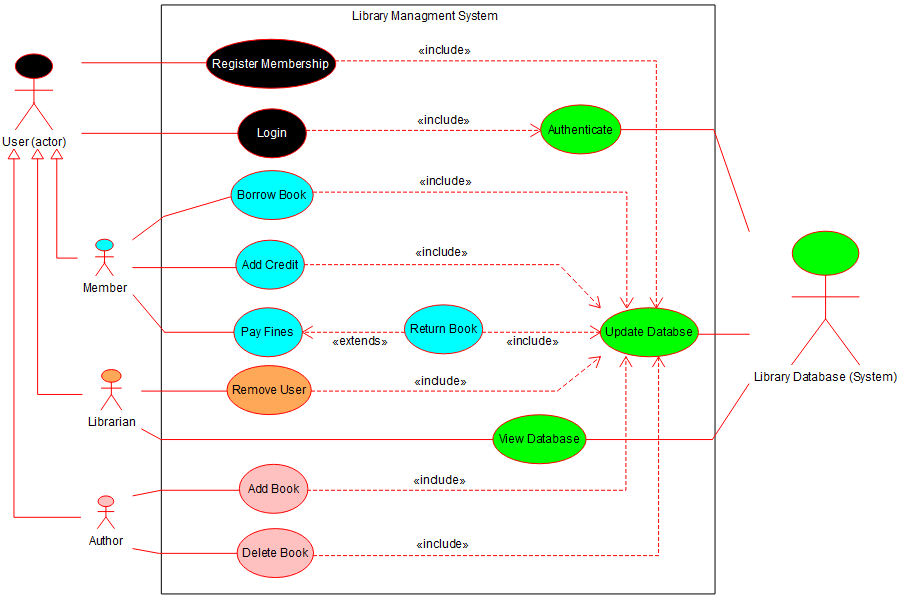 Library Managment System
«include»
Register Membership
«include»
Login
Authenticate
User (actor)
«include»
Borrow Book
«include»
Add Credit
Member
Pay Fines
Return Book
Update Databse
«extends»
«include»
Library Database (System)
«include»
Remove User
Librarian
View Database
«include»
Add Book
Author
«include»
Delete Book